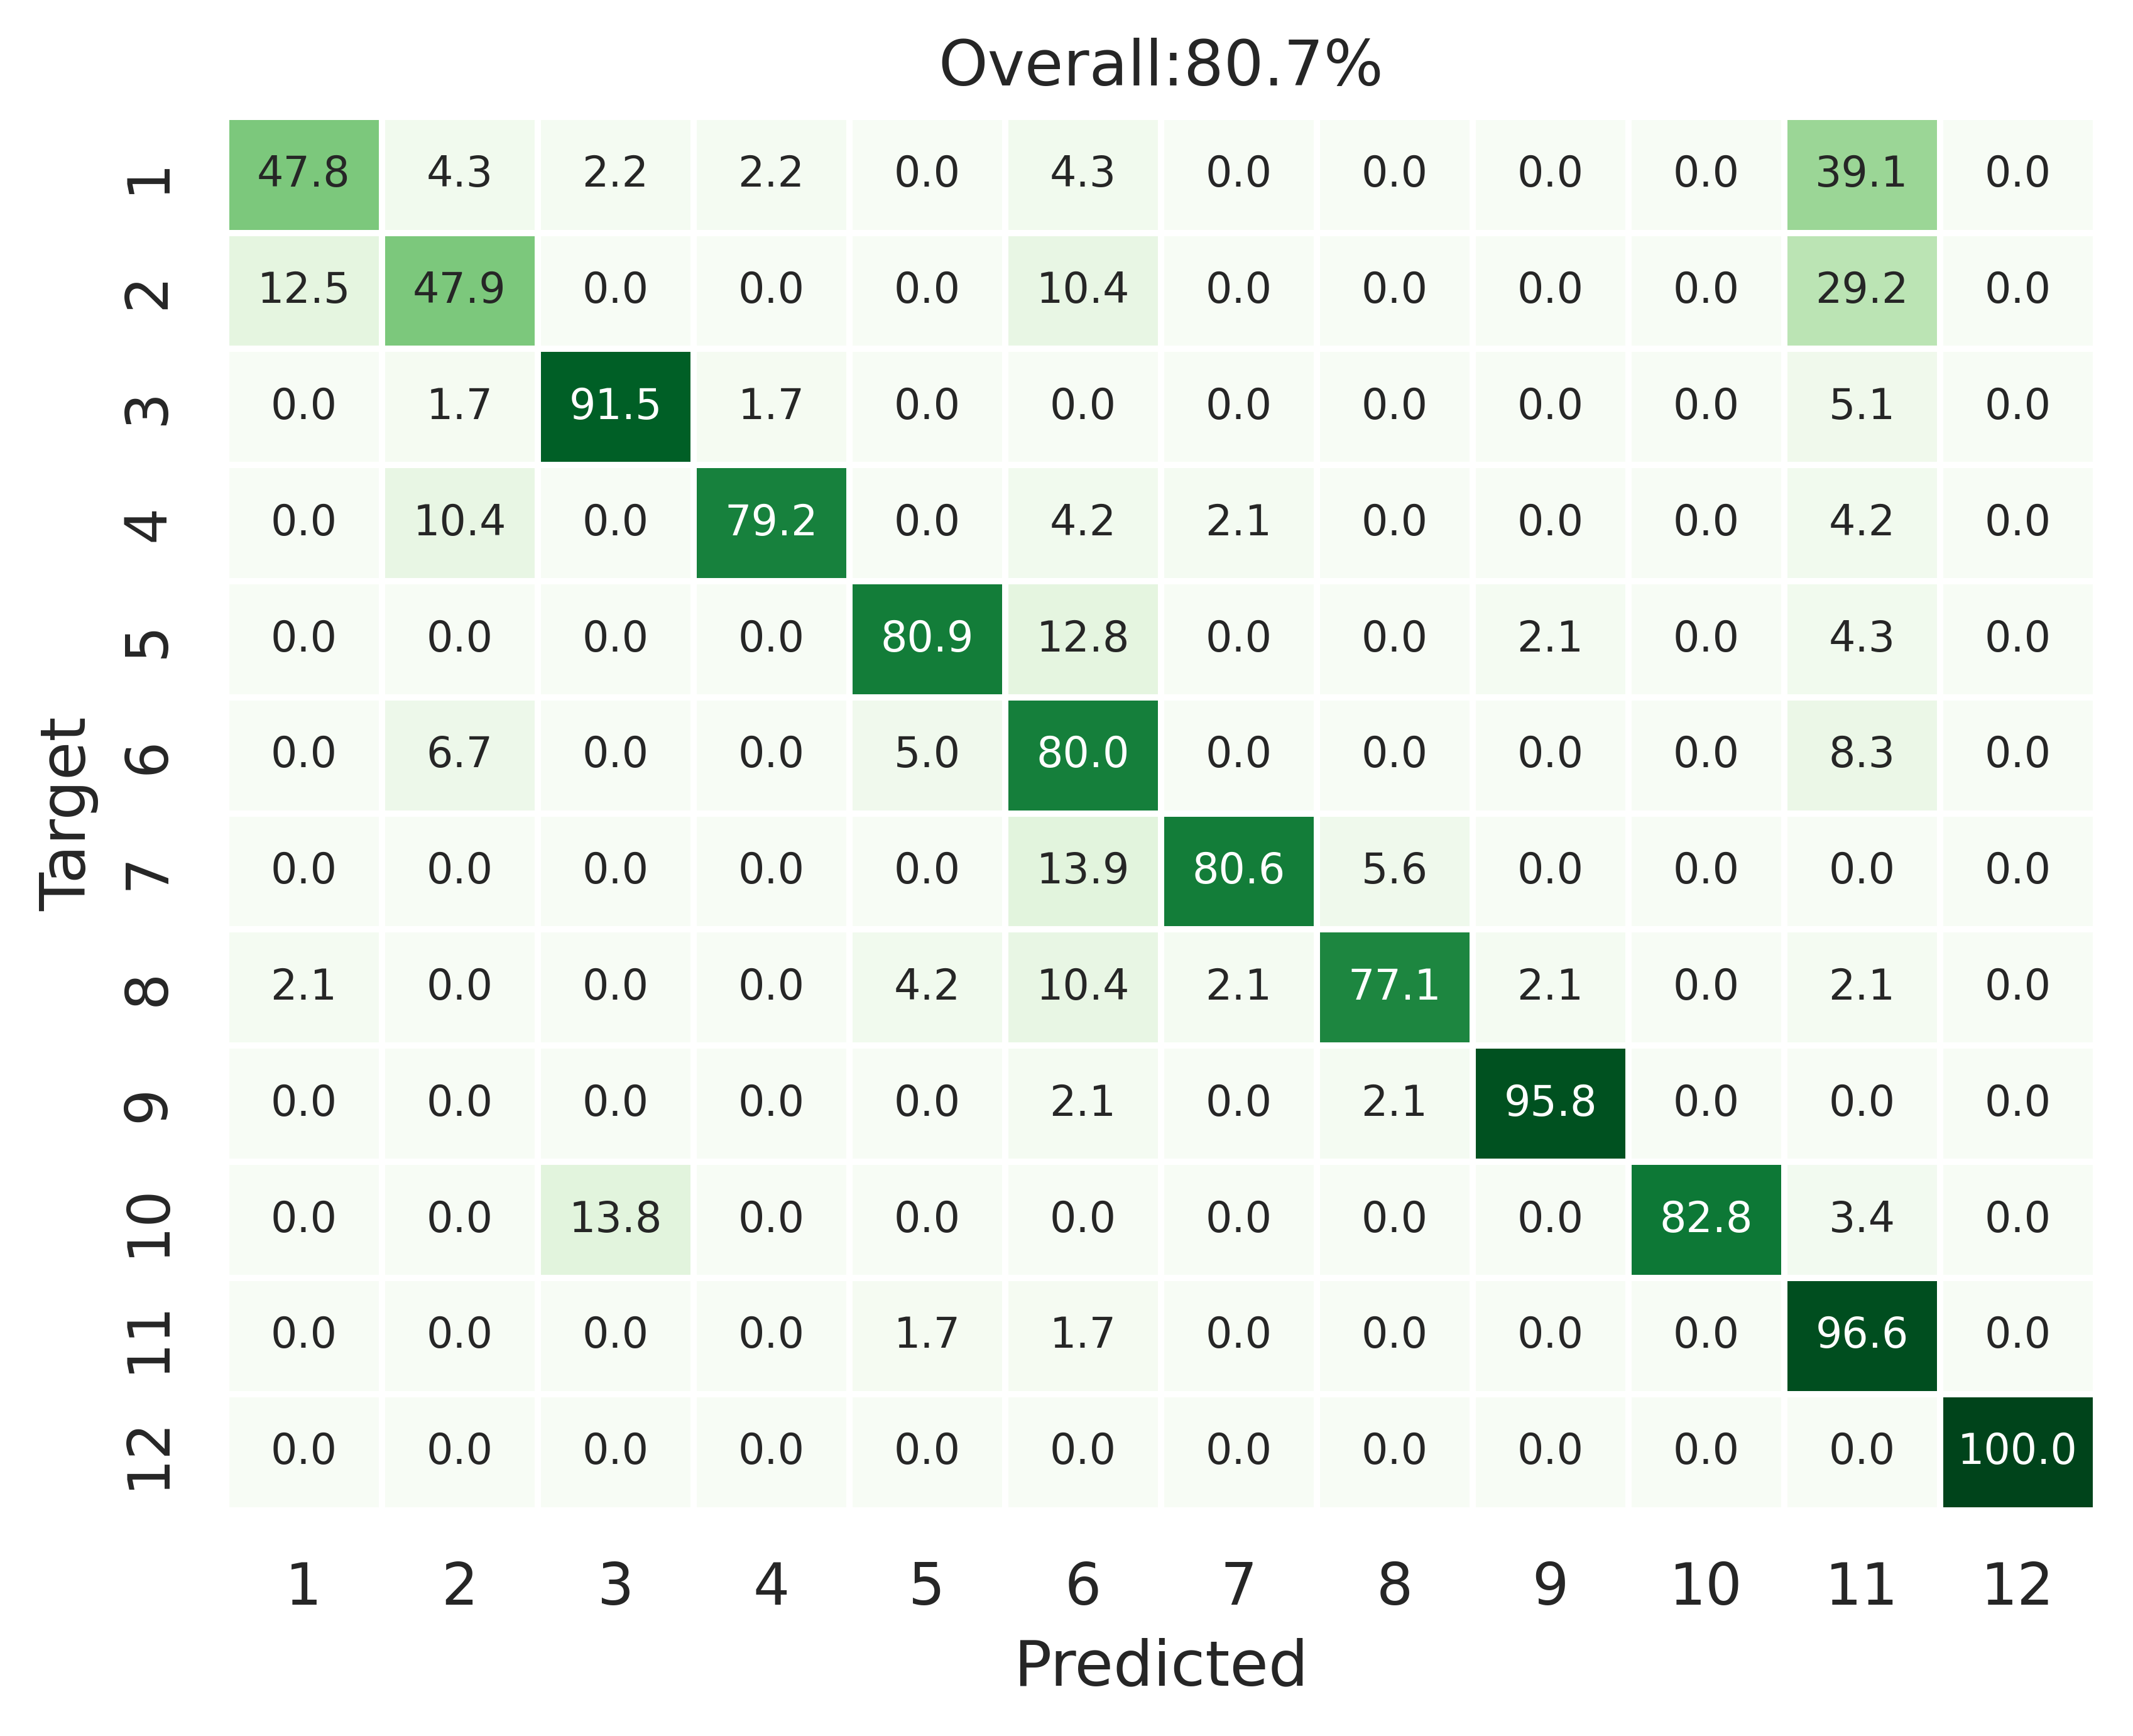 Overall:80.7%
1 47.8 4.3 2.2 2.2 0.0 4.3 0.0 0.0 0.0 0.0 39.1 0.0
2 12.5 47.9 0.0 0.0 0.0 10.4 0.0 0.0 0.0 0.0 29.2 0.0
3 0.0 1.7 91.5 1.7 0.0 0.0 0.0 0.0 0.0 0.0 5.1 0.0
4 0.0 10.4 0.0 79.2 0.0 4.2 2.1 0.0 0.0 0.0 4.2 0.0
5 0.0 0.0 0.0 0.0 80.9 12.8 0.0 0.0 2.1 0.0 4.3 0.0
6 0.0 6.7 0.0 0.0 5.0 80.0 0.0 0.0 0.0 0.0 8.3 0.0
Target
7 0.0 0.0 0.0 0.0 0.0 13.9 80.6 5.6 0.0 0.0 0.0 0.0
8 2.1 0.0 0.0 0.0 4.2 10.4 2.1 77.1 2.1 0.0 2.1 0.0
9 0.0 0.0 0.0 0.0 0.0 2.1 0.0 2.1 95.8 0.0 0.0 0.0
10 0.0 0.0 13.8 0.0 0.0 0.0 0.0 0.0 0.0 82.8 3.4 0.0
11 0.0 0.0 0.0 0.0 1.7 1.7 0.0 0.0 0.0 0.0 96.6 0.0
12 0.0 0.0 0.0 0.0 0.0 0.0 0.0 0.0 0.0 0.0 0.0 100.0
1 2 3 4 5 6 7 8 9 10 11 12
Predicted